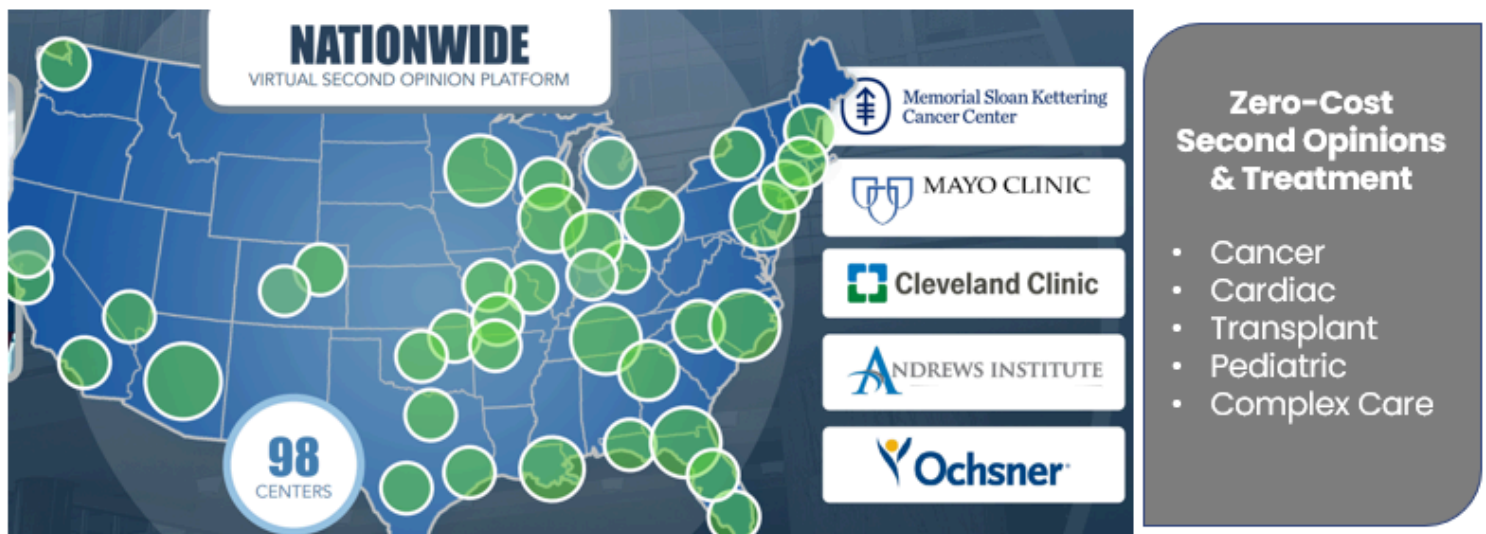 NATIONWIDE
VIRTUAL SECOND OPINION PLATFORM
Memorial Sloan Kettering
Cancer Center
MAYO CLINIC
Cleveland Clinic
ANDREWS INSTITUTE
Ochsner
98
CENTERS
Zero-Cost
Second Opinions
& Treatment
• Cancer
• Cardiac
• Transplant
• Pediatric
• Complex Care